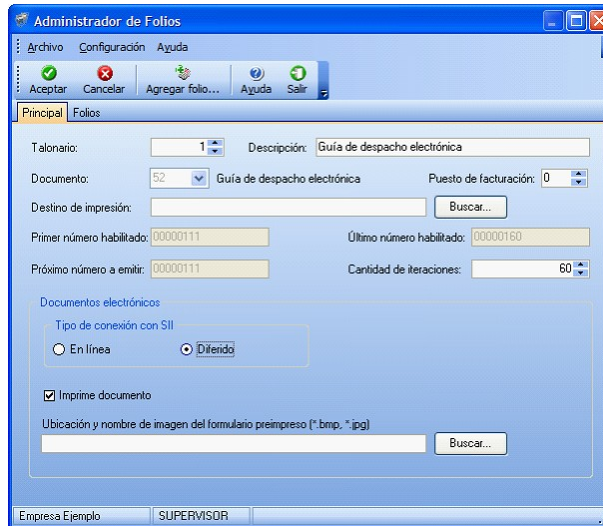 Administrador de Folios
Archivo Configuración Ayuda
Aceptar Cancelar Agregar folio... Ayuda Salir
Principal Folios
Talonario: 1 Descripción: Guía de despacho electrónica
Documento: 52 Guía de despacho electrónica Puesto de facturación: 0
Destino de impresión: Buscar...
Primer número habilitado: 00000111 Último número habilitado: 00000160
Próximo número a emitir: 00000111 Cantidad de iteraciones: 60
Documentos electrónicos
Tipo de conexión con SII
En línea Diferido
Imprime documento
Ubicación y nombre de imagen del formulario preimpreso (*.bmp, *.jpg)
Buscar...
Empresa Ejemplo SUPERVISOR